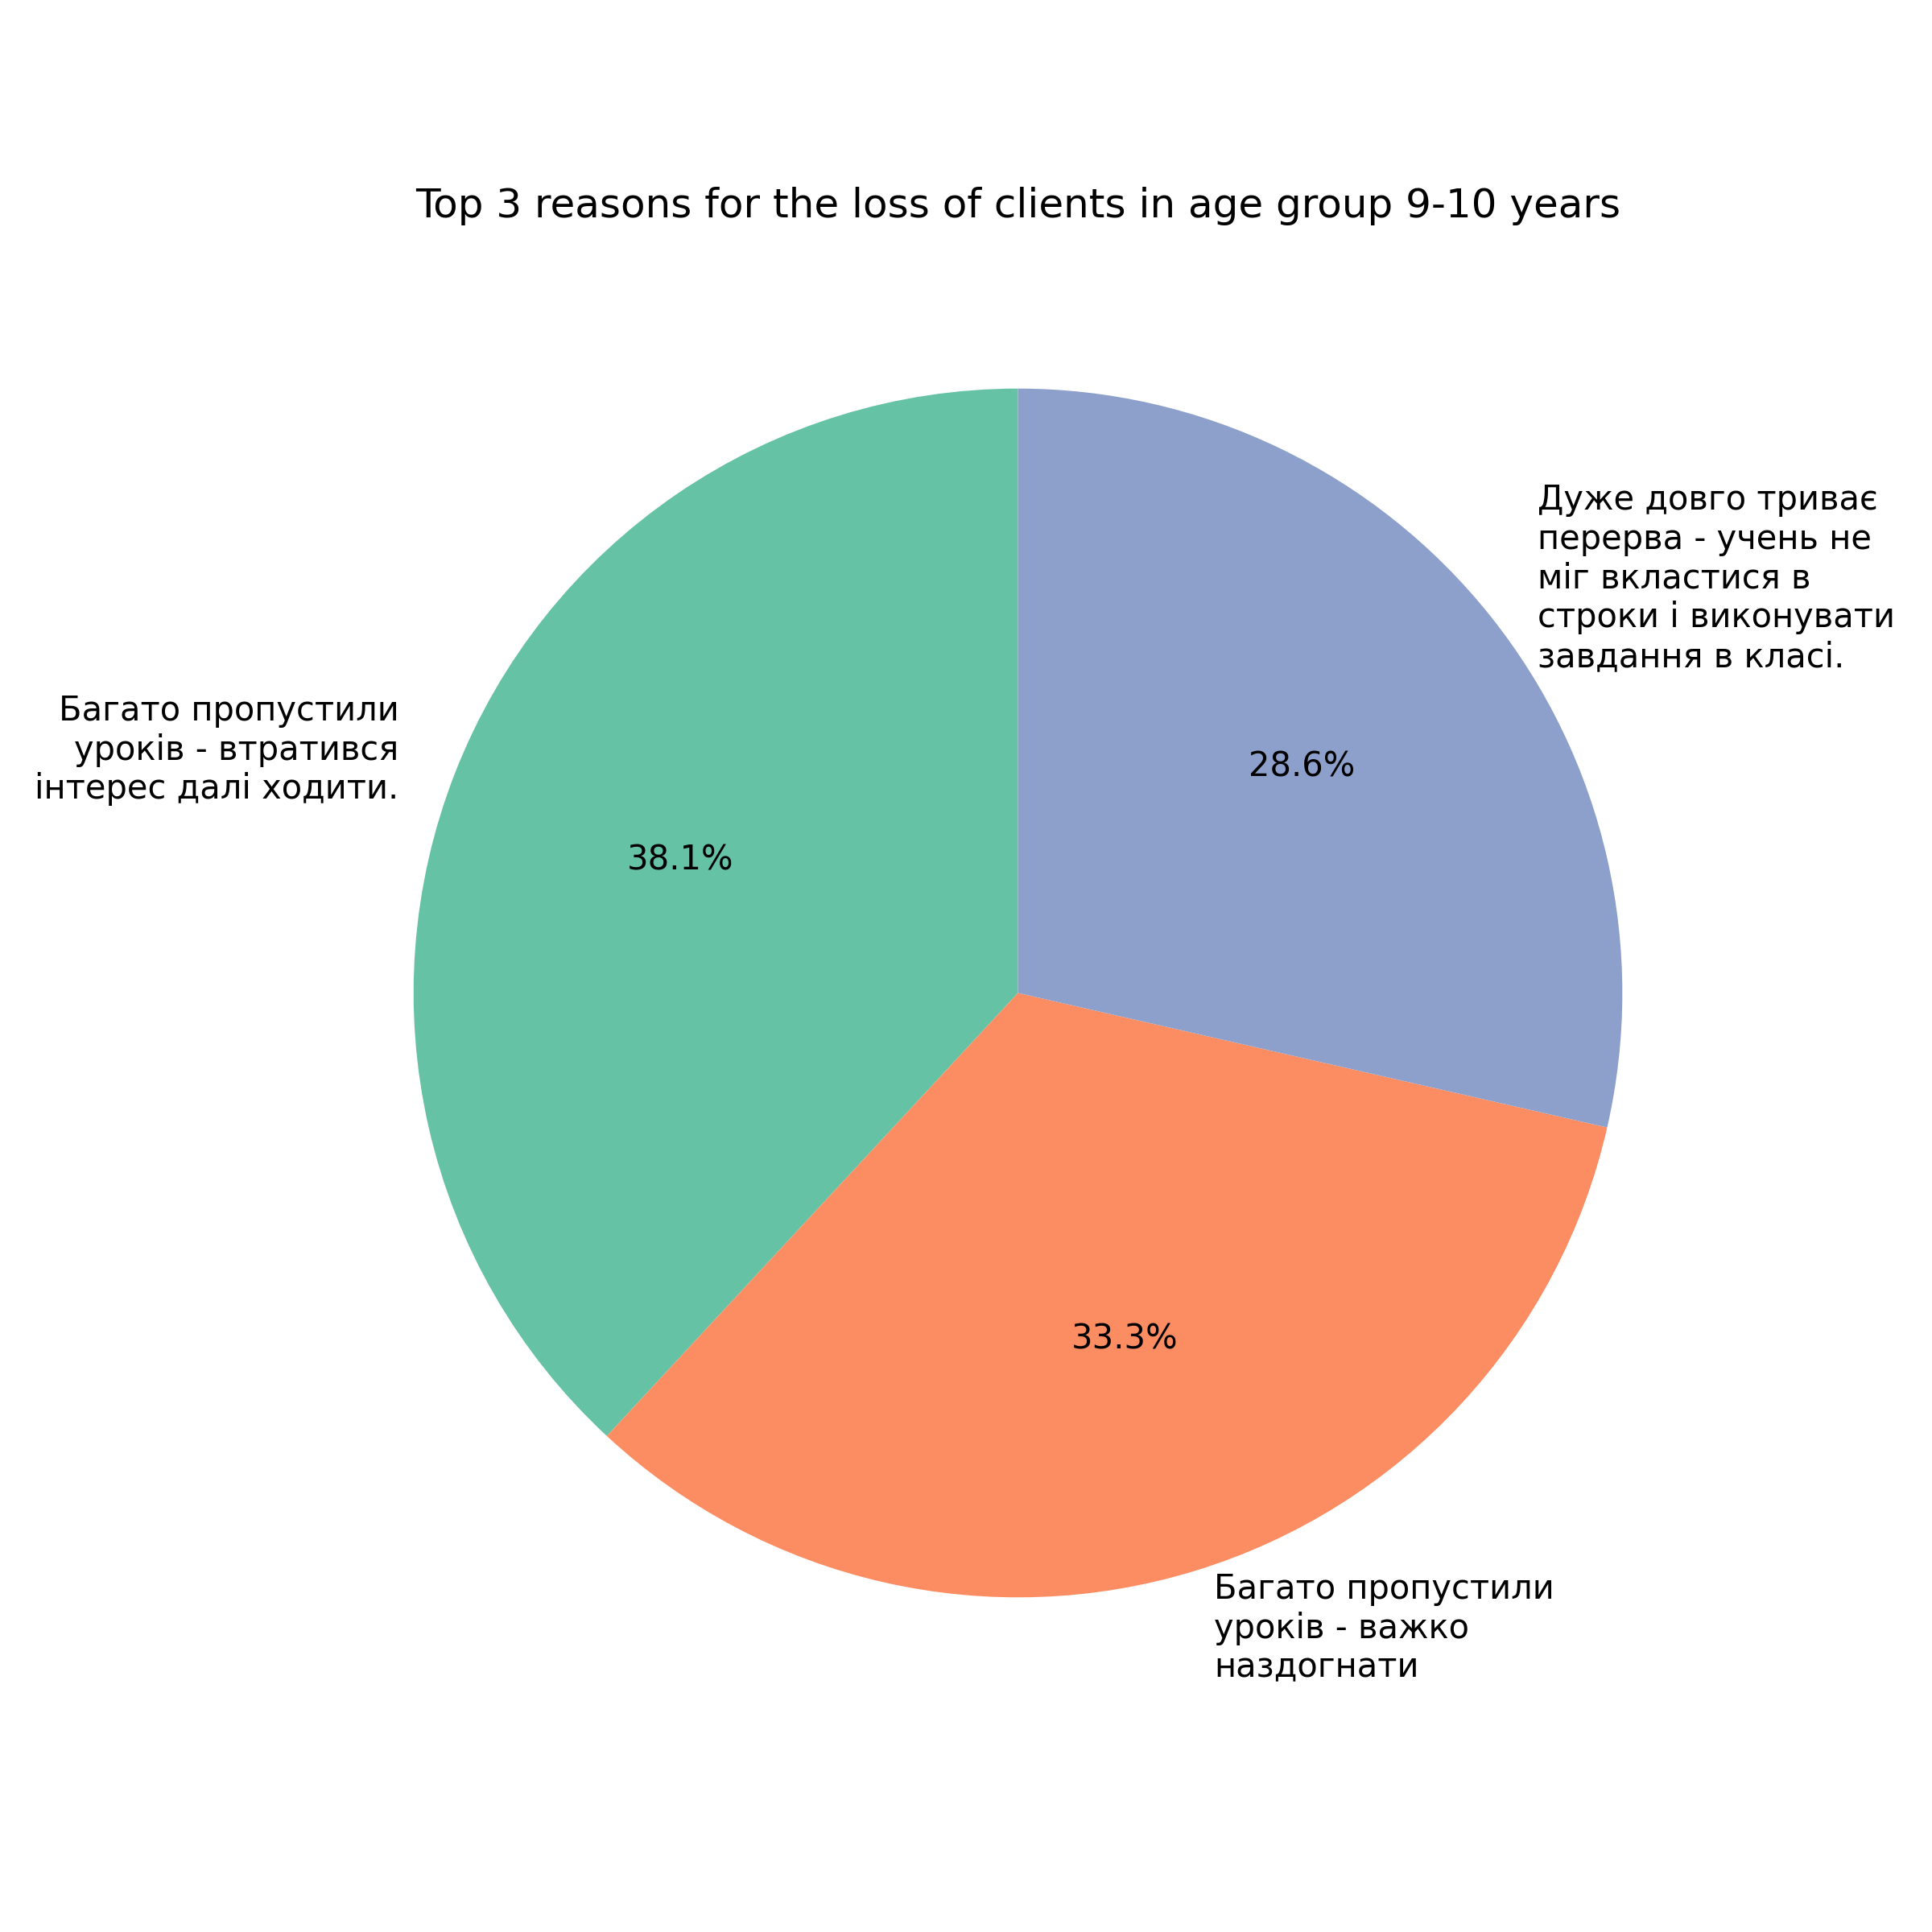 Top 3 reasons for the loss of clients in age group 9-10 years
Дуже довго триває
перерва - учень не
міг вкластися в
строки і виконувати
завдання в класі.
Багато пропустили
уроків - втратився
інтерес далі ходити.
28.6%
38.1%
33.3%
Багато пропустили
уроків - важко
наздогнати